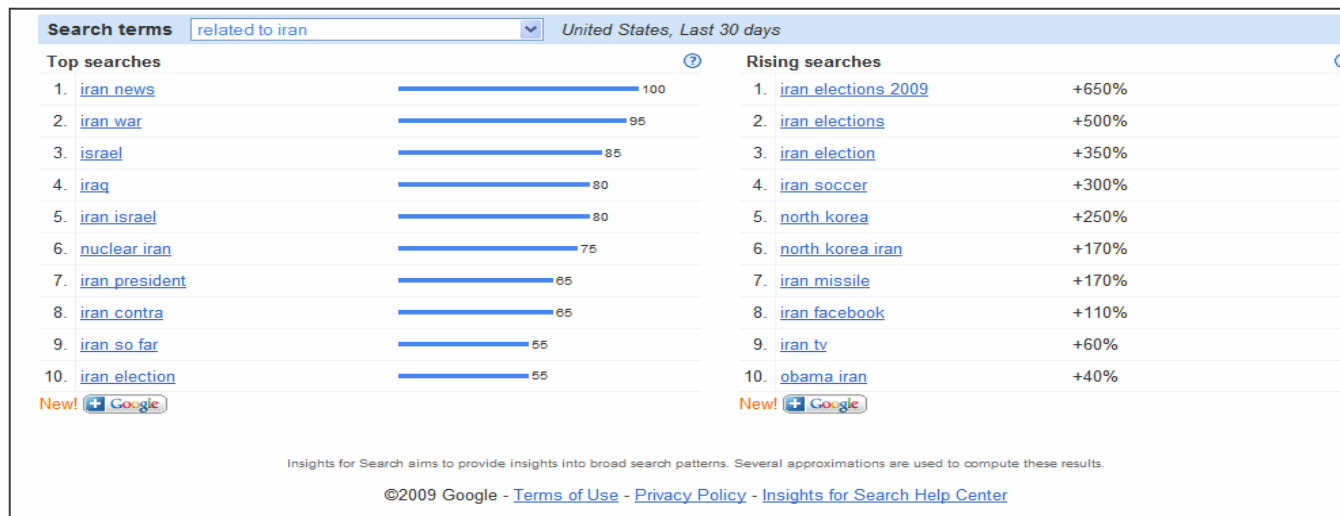 Search terms related to iran United States, Last 30 days
Top searches ?
1. iran news 100
2. iran war 95
3. israel 85
4. iraq 80
5. iran israel 80
6. nuclear iran 75
7. iran president 65
8. iran contra 65
9. iran so far 55
10. iran election 55
New! + Google
Rising searches
1. iran elections 2009 +650%
2. iran elections +500%
3. iran election +350%
4. iran soccer +300%
5. north korea +250%
6. north korea iran +170%
7. iran missile +170%
8. iran facebook +110%
9. iran tv +60%
10. obama iran +40%
New! + Google
Insights for Search aims to provide insights into broad search patterns. Several approximations are used to compute these results.
©2009 Google - Terms of Use - Privacy Policy - Insights for Search Help Center